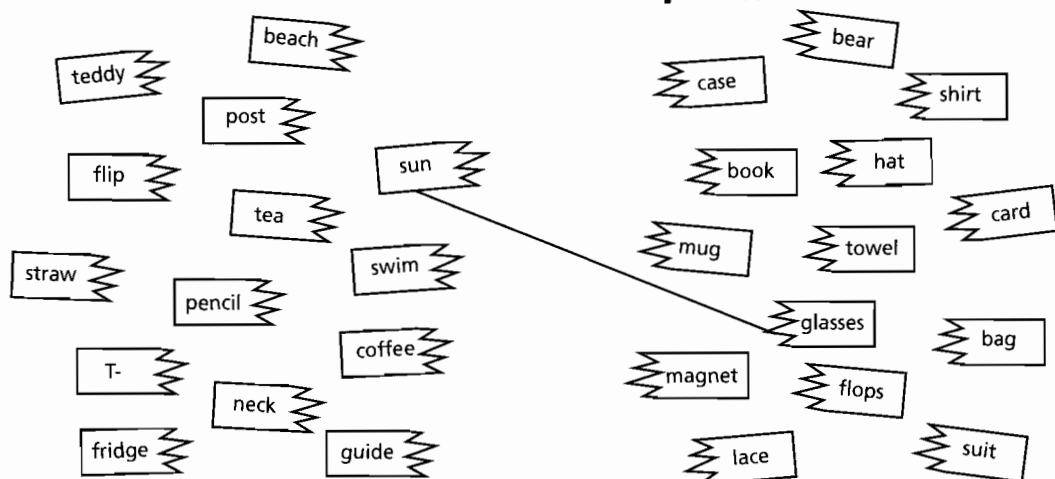 beach
teddy
post
flip
sun
tea
straw
swim
pencil
T-
coffee
neck
fridge
guide
bear
case
shirt
book
hat
card
mug
towel
glasses
bag
magnet
flops
lace
suit